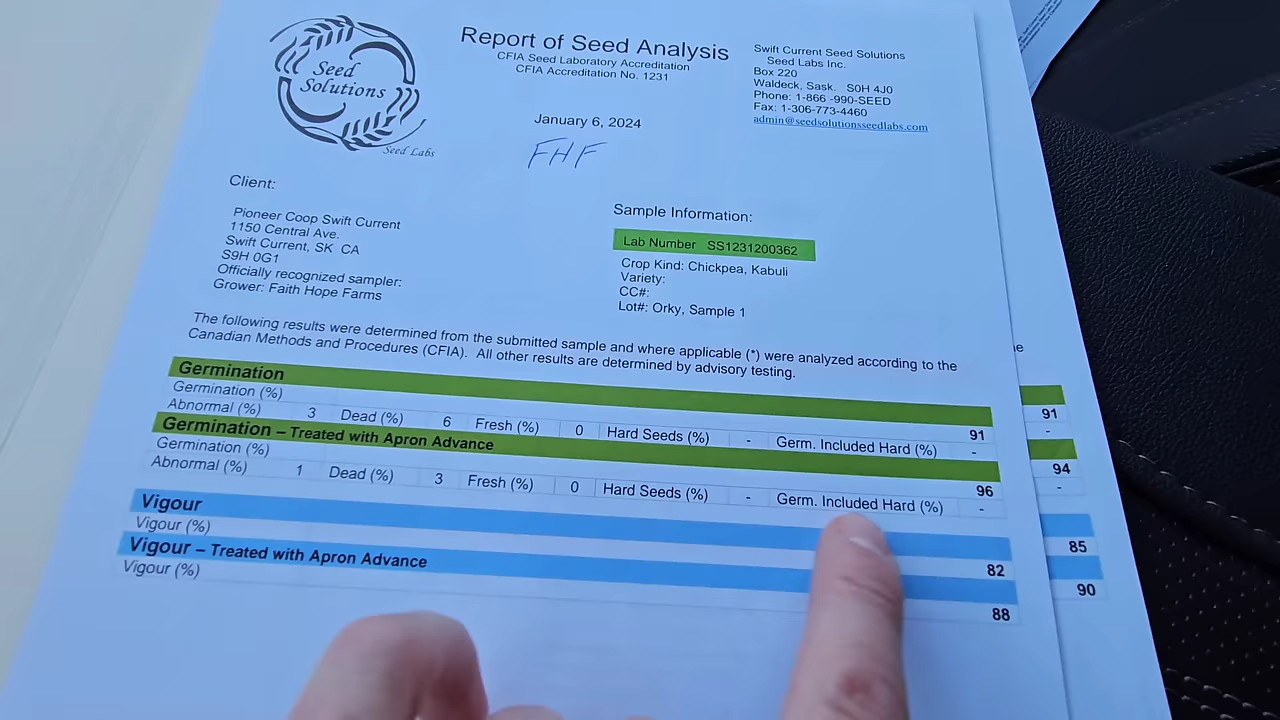 Seed
Solutions
Seed Labs
Report of Seed Analysis
CFIA Seed Laboratory Accreditation
CFIA Accreditation No. 1231
January 6, 2024
FHF
Swift Current Seed Solutions
Seed Labs Inc.
Box 220
Waldeck, Sask. S0H 4J0
Phone: 1-866 -990-SEED
Fax: 1-306-773-4460
admin@seedsolutionsseedlabs.com
Client:
Pioneer Coop Swift Current
1150 Central Ave.
Swift Current, SK CA
S9H 0G1
Officially recognized sampler:
Grower: Faith Hope Farms
Sample Information:
Lab Number SS1231200362
Crop Kind: Chickpea, Kabuli
Variety:
CC#:
Lot#: Orky, Sample 1
The following results were determined from the submitted sample and where applicable (*) were analyzed according to the
Canadian Methods and Procedures (CFIA). All other results are determined by advisory testing.
Germination
Germination (%) 91
Abnormal (%) 3 Dead (%) 6 Fresh (%) 0 Hard Seeds (%) - Germ. Included Hard (%) -
Germination – Treated with Apron Advance
Germination (%) 96
Abnormal (%) 1 Dead (%) 3 Fresh (%) 0 Hard Seeds (%) - Germ. Included Hard (%) -
Vigour
Vigour (%) 82
Vigour – Treated with Apron Advance
Vigour (%) 88
91
-
94
-
85
90